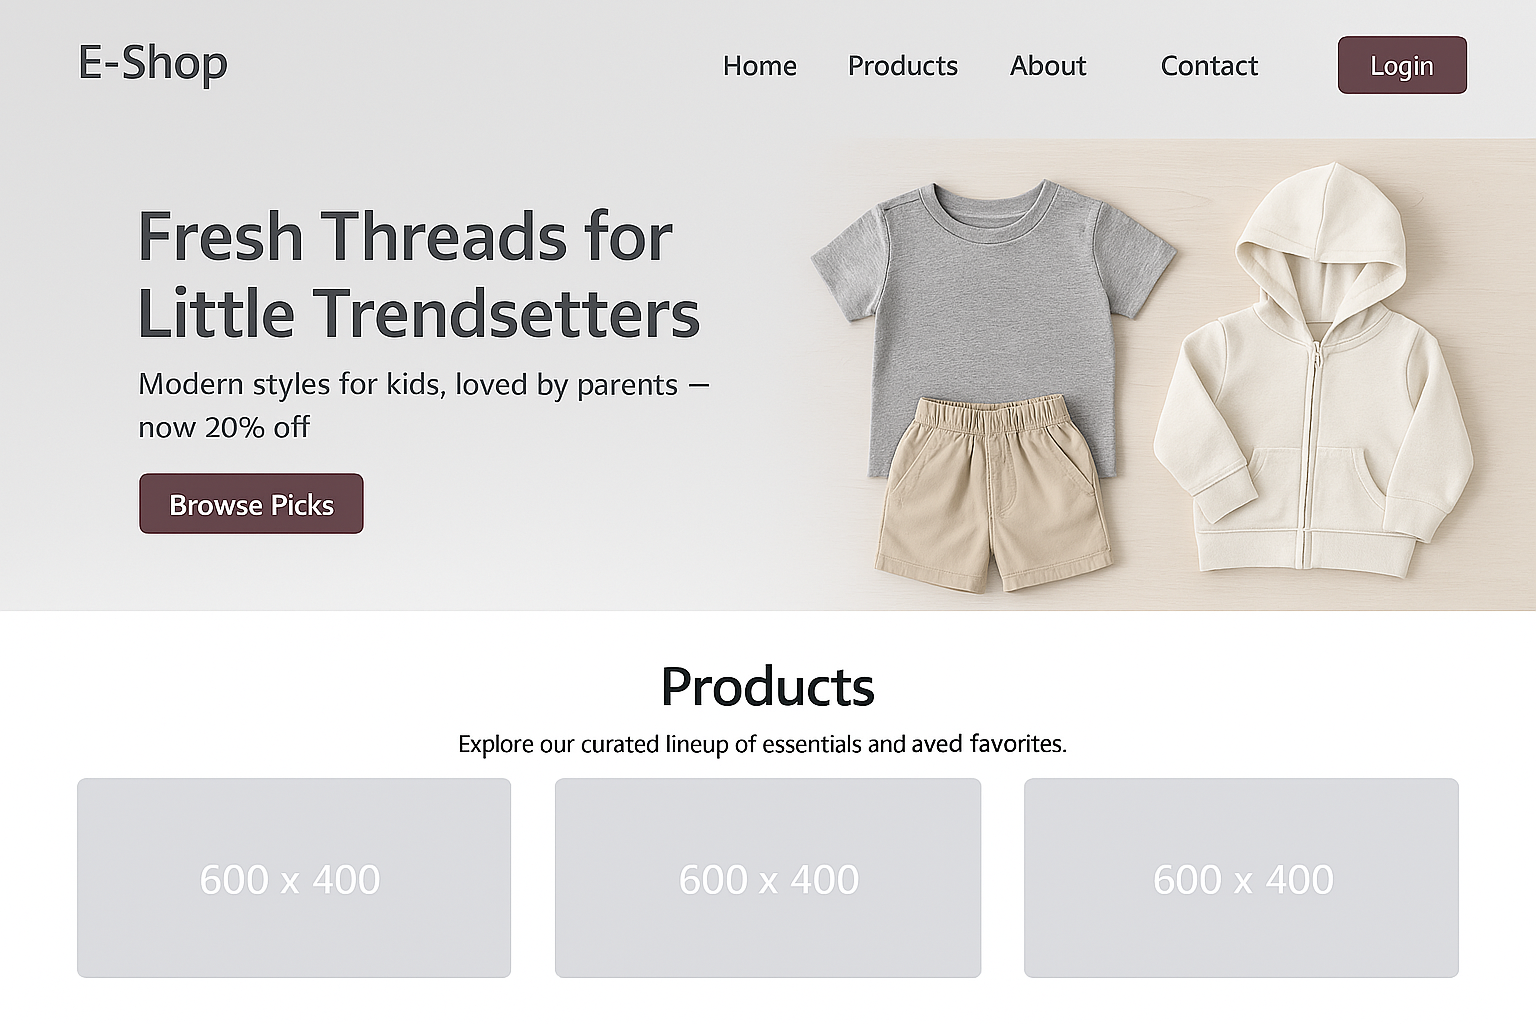 E-Shop
Home Products About Contact Login
Fresh Threads for
Little Trendsetters
Modern styles for kids, loved by parents –
now 20% off
Browse Picks
Products
Explore our curated lineup of essentials and aved favorites.
600 x 400 600 x 400 600 x 400